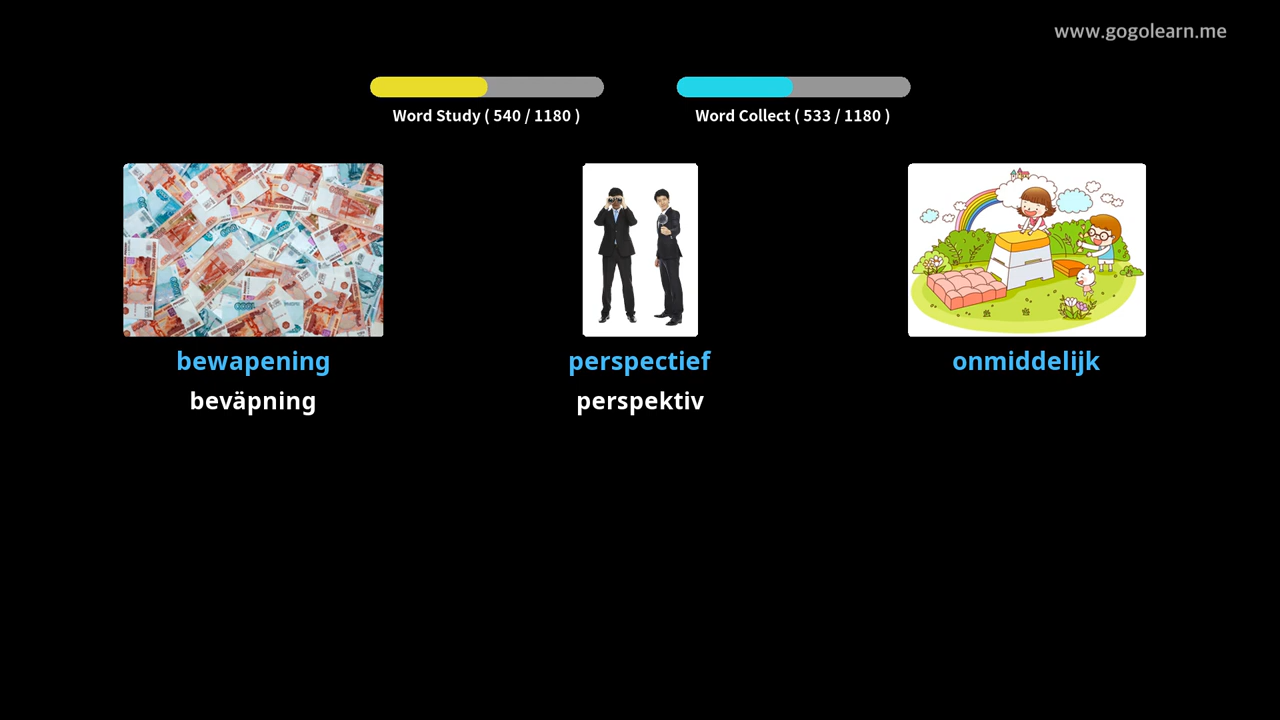 www.gogolearn.me
Word Study ( 540 / 1180 )
Word Collect ( 533 / 1180 )
bewapening
perspectief
onmiddelijk
beväpning
perspektiv